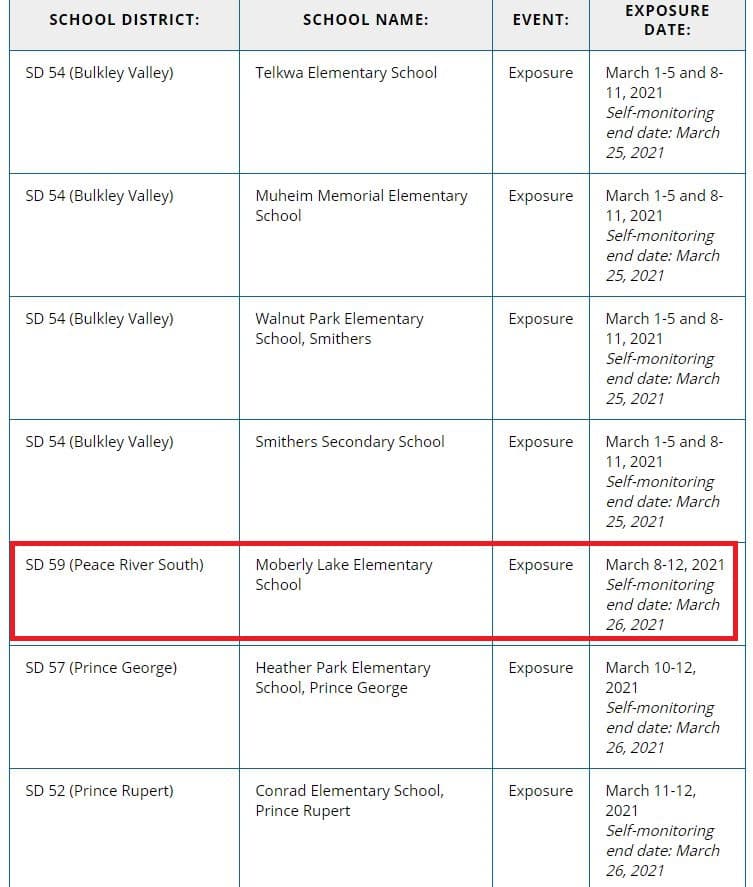 SCHOOL DISTRICT: SCHOOL NAME: EVENT: EXPOSURE
DATE:
SD 54 (Bulkley Valley) Telkwa Elementary School Exposure March 1-5 and 8-
11, 2021
Self-monitoring
end date: March
25, 2021
SD 54 (Bulkley Valley) Muheim Memorial Elementary Exposure March 1-5 and 8-
School 11, 2021
Self-monitoring
end date: March
25, 2021
SD 54 (Bulkley Valley) Walnut Park Elementary Exposure March 1-5 and 8-
School, Smithers 11, 2021
Self-monitoring
end date: March
25, 2021
SD 54 (Bulkley Valley) Smithers Secondary School Exposure March 1-5 and 8-
11, 2021
Self-monitoring
end date: March
25, 2021
SD 59 (Peace River South) Moberly Lake Elementary Exposure March 8-12, 2021
School Self-monitoring
end date: March
26, 2021
SD 57 (Prince George) Heather Park Elementary Exposure March 10-12,
School, Prince George 2021
Self-monitoring
end date: March
26, 2021
SD 52 (Prince Rupert) Conrad Elementary School, Exposure March 11-12,
Prince Rupert 2021
Self-monitoring
end date: March
26, 2021